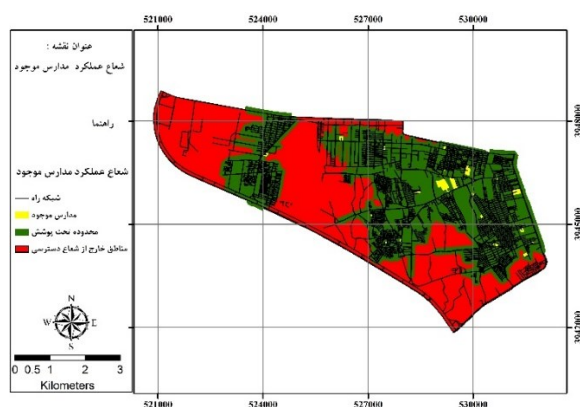 521000 524000 527000 530000
عنوان نقشه :
شعاع عملکرد مدارس موجود
راهنما
شعاع عملکرد مدارس موجود
شبکه راه
مدارس موجود
محدوده تحت پوشش
مناطق خارج از شعاع دسترسی
N
W E
S
0 0.5 1 2 3
Kilometers
521000 524000 527000 530000